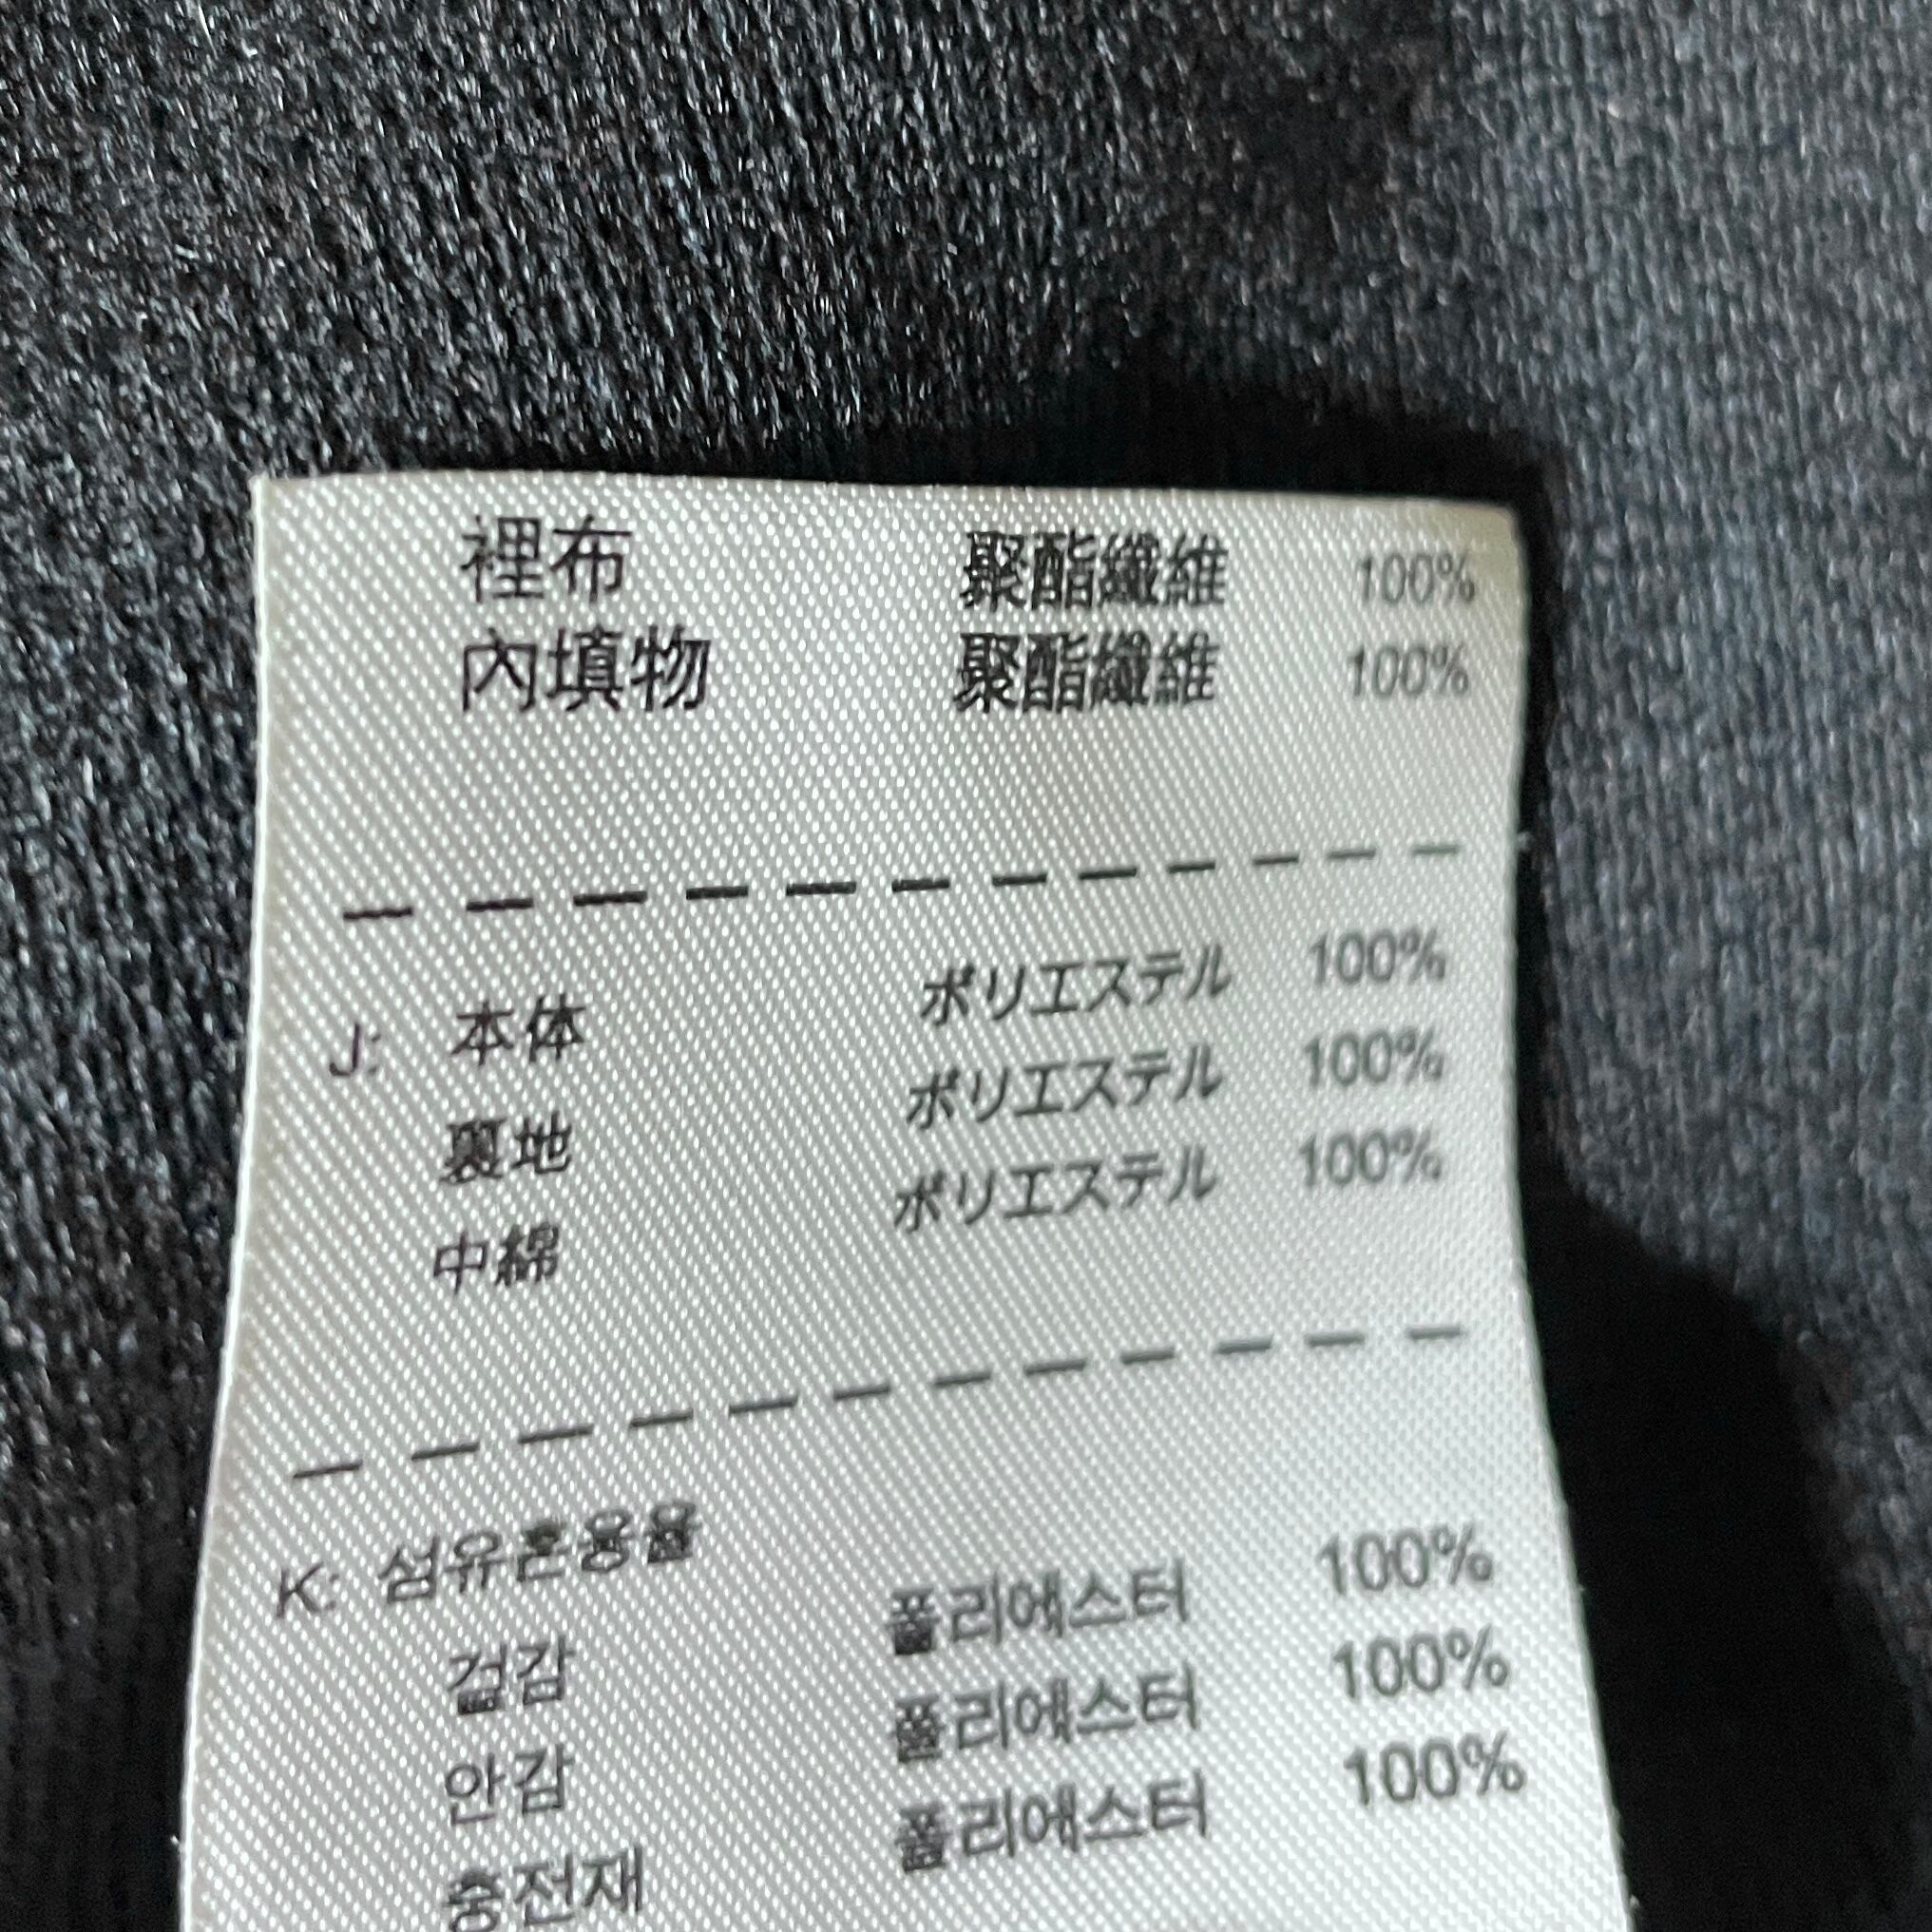 裡布 聚酯纖維 100%
內填物 聚酯纖維 100%
J: 本体 ポリエステル 100%
裏地 ポリエステル 100%
中綿 ポリエステル 100%
K: 섬유혼용율
겉감 폴리에스터 100%
안감 폴리에스터 100%
충전재 폴리에스터 100%